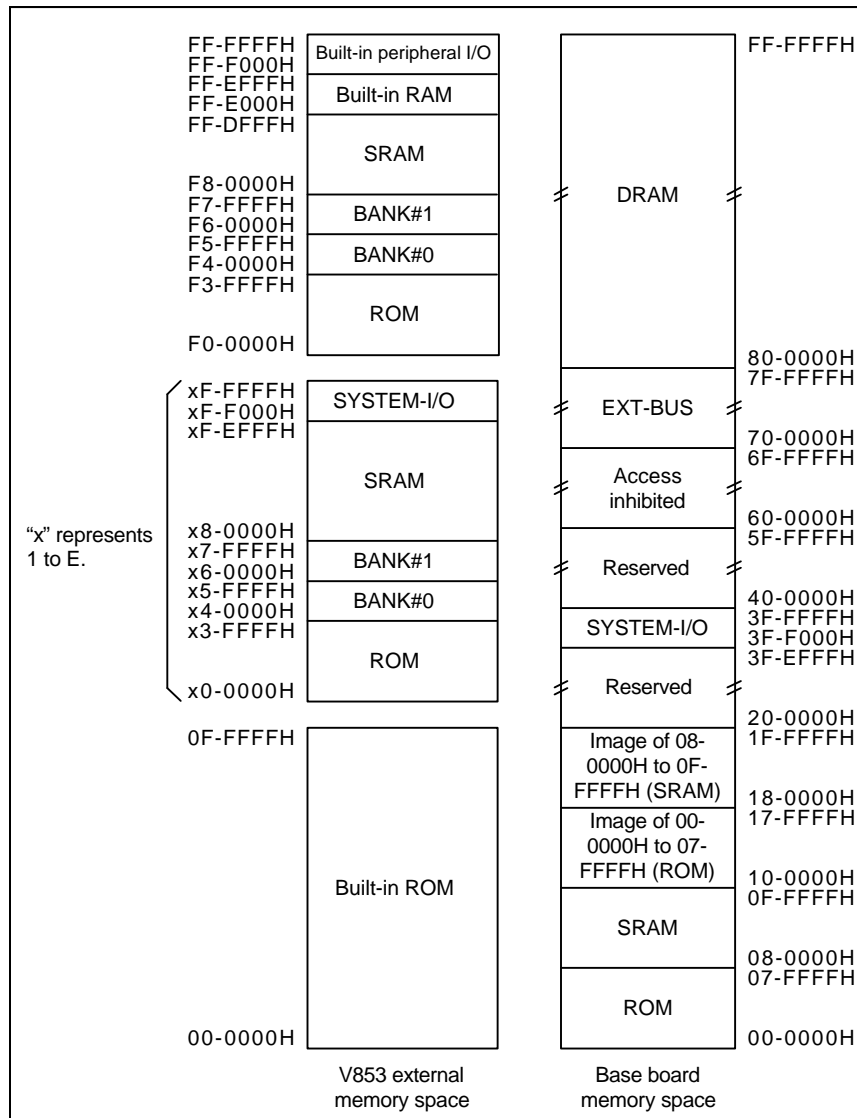 FF-FFFFH
FF-F000H
FF-EFFFH
FF-E000H
FF-DFFFH
F8-0000H
F7-FFFFH
F6-0000H
F5-FFFFH
F4-0000H
F3-FFFFH
F0-0000H
Built-in peripheral I/O
Built-in RAM
SRAM
BANK#1
BANK#0
ROM
“x” represents
1 to E.
xF-FFFFH
xF-F000H
xF-EFFFH
x8-0000H
x7-FFFFH
x6-0000H
x5-FFFFH
x4-0000H
x3-FFFFH
x0-0000H
SYSTEM-I/O
SRAM
BANK#1
BANK#0
ROM
0F-FFFFH
00-0000H
Built-in ROM
V853 external
memory space
DRAM
EXT-BUS
Access
inhibited
Reserved
SYSTEM-I/O
Reserved
Image of 08-
0000H to 0F-
FFFFH (SRAM)
Image of 00-
0000H to 07-
FFFFH (ROM)
SRAM
ROM
FF-FFFFH
80-0000H
7F-FFFFH
70-0000H
6F-FFFFH
60-0000H
5F-FFFFH
40-0000H
3F-FFFFH
3F-F000H
3F-EFFFH
20-0000H
1F-FFFFH
18-0000H
17-FFFFH
10-0000H
0F-FFFFH
08-0000H
07-FFFFH
00-0000H
Base board
memory space